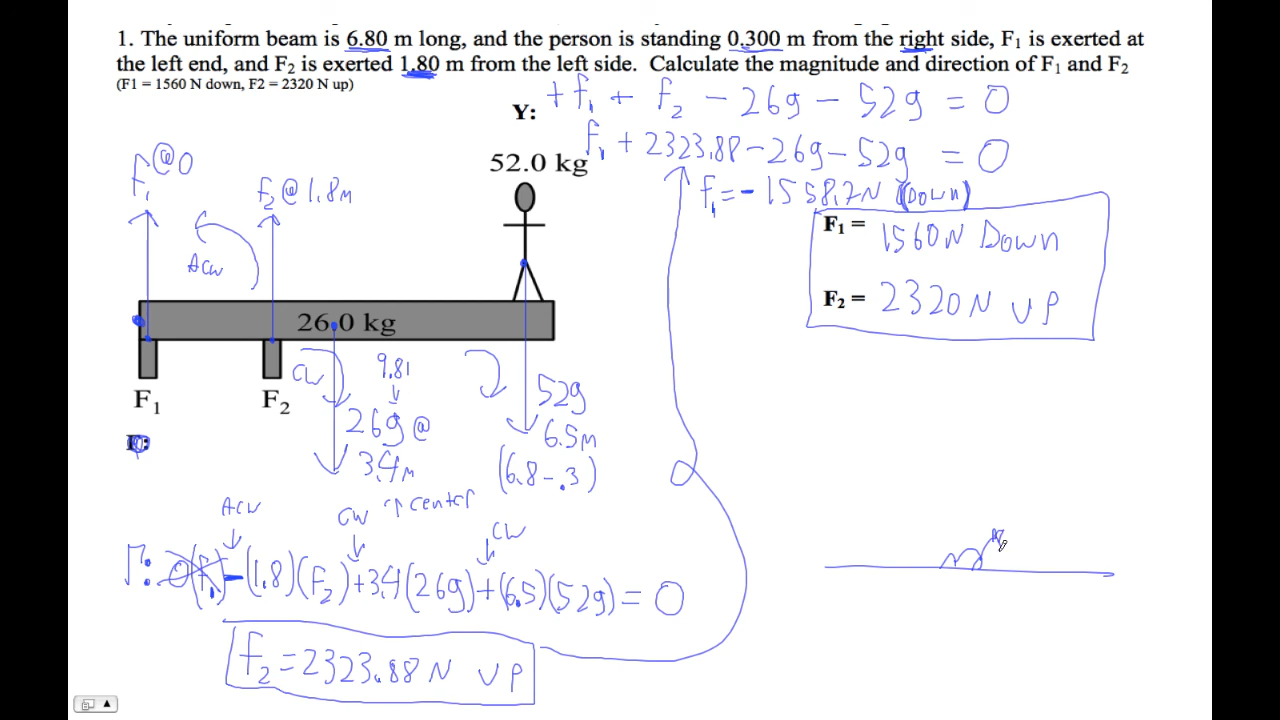 1. The uniform beam is 6.80 m long, and the person is standing 0.300 m from the right side, F₁ is exerted at
the left end, and F₂ is exerted 1.80 m from the left side. Calculate the magnitude and direction of F₁ and F₂
(F1 = 1560 N down, F2 = 2320 N up)
Y: +f₁ + f₂ - 26g - 52g = 0
f₁ + 2323.88 - 26g - 52g = 0
f₁ = -1558.7N (Down)
F₁ = 1560N Down
F₂ = 2320N UP
52.0 kg
f₁ @0
f₂ @ 1.8M
ACW
26.0 kg
F₁
F₂
CW
9.81
26g @
3.4M
center
52g
6.5M
(6.8-.3)
ACW
CW
CW
Γ: 0(f₁) - (1.8)(F₂) + 3.4(26g) + (6.5)(52g) = 0
f₂ = 2323.88 N UP